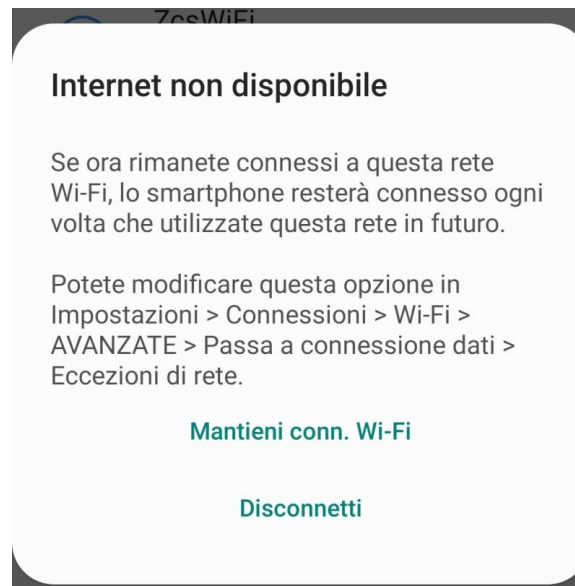 ZcsWiFi
Internet non disponibile
Se ora rimanete connessi a questa rete
Wi-Fi, lo smartphone resterà connesso ogni
volta che utilizzate questa rete in futuro.
Potete modificare questa opzione in
Impostazioni > Connessioni > Wi-Fi >
AVANZATE > Passa a connessione dati >
Eccezioni di rete.
Mantieni conn. Wi-Fi
Disconnetti